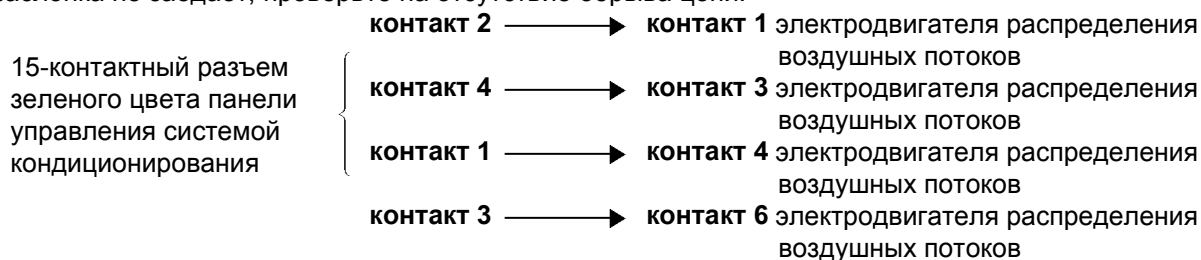 15-контактный разъем
зеленого цвета панели
управления системой
кондиционирования
контакт 2 контакт 1 электродвигателя распределения
воздушных потоков
контакт 4 контакт 3 электродвигателя распределения
воздушных потоков
контакт 1 контакт 4 электродвигателя распределения
воздушных потоков
контакт 3 контакт 6 электродвигателя распределения
воздушных потоков